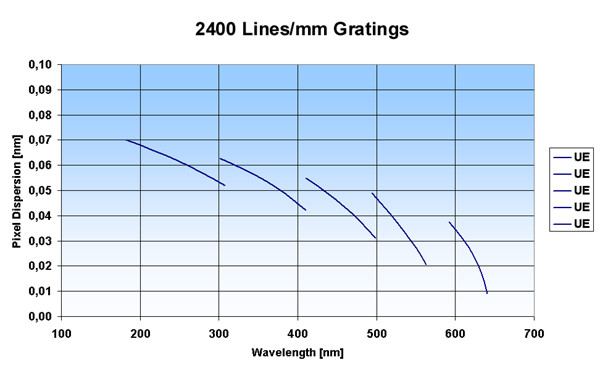 2400 Lines/mm Gratings
0,10
0,09
0,08
0,07
0,06
0,05
0,04
0,03
0,02
0,01
0,00
Pixel Dispersion [nm]
100 200 300 400 500 600 700
Wavelength [nm]
UE
UE
UE
UE
UE